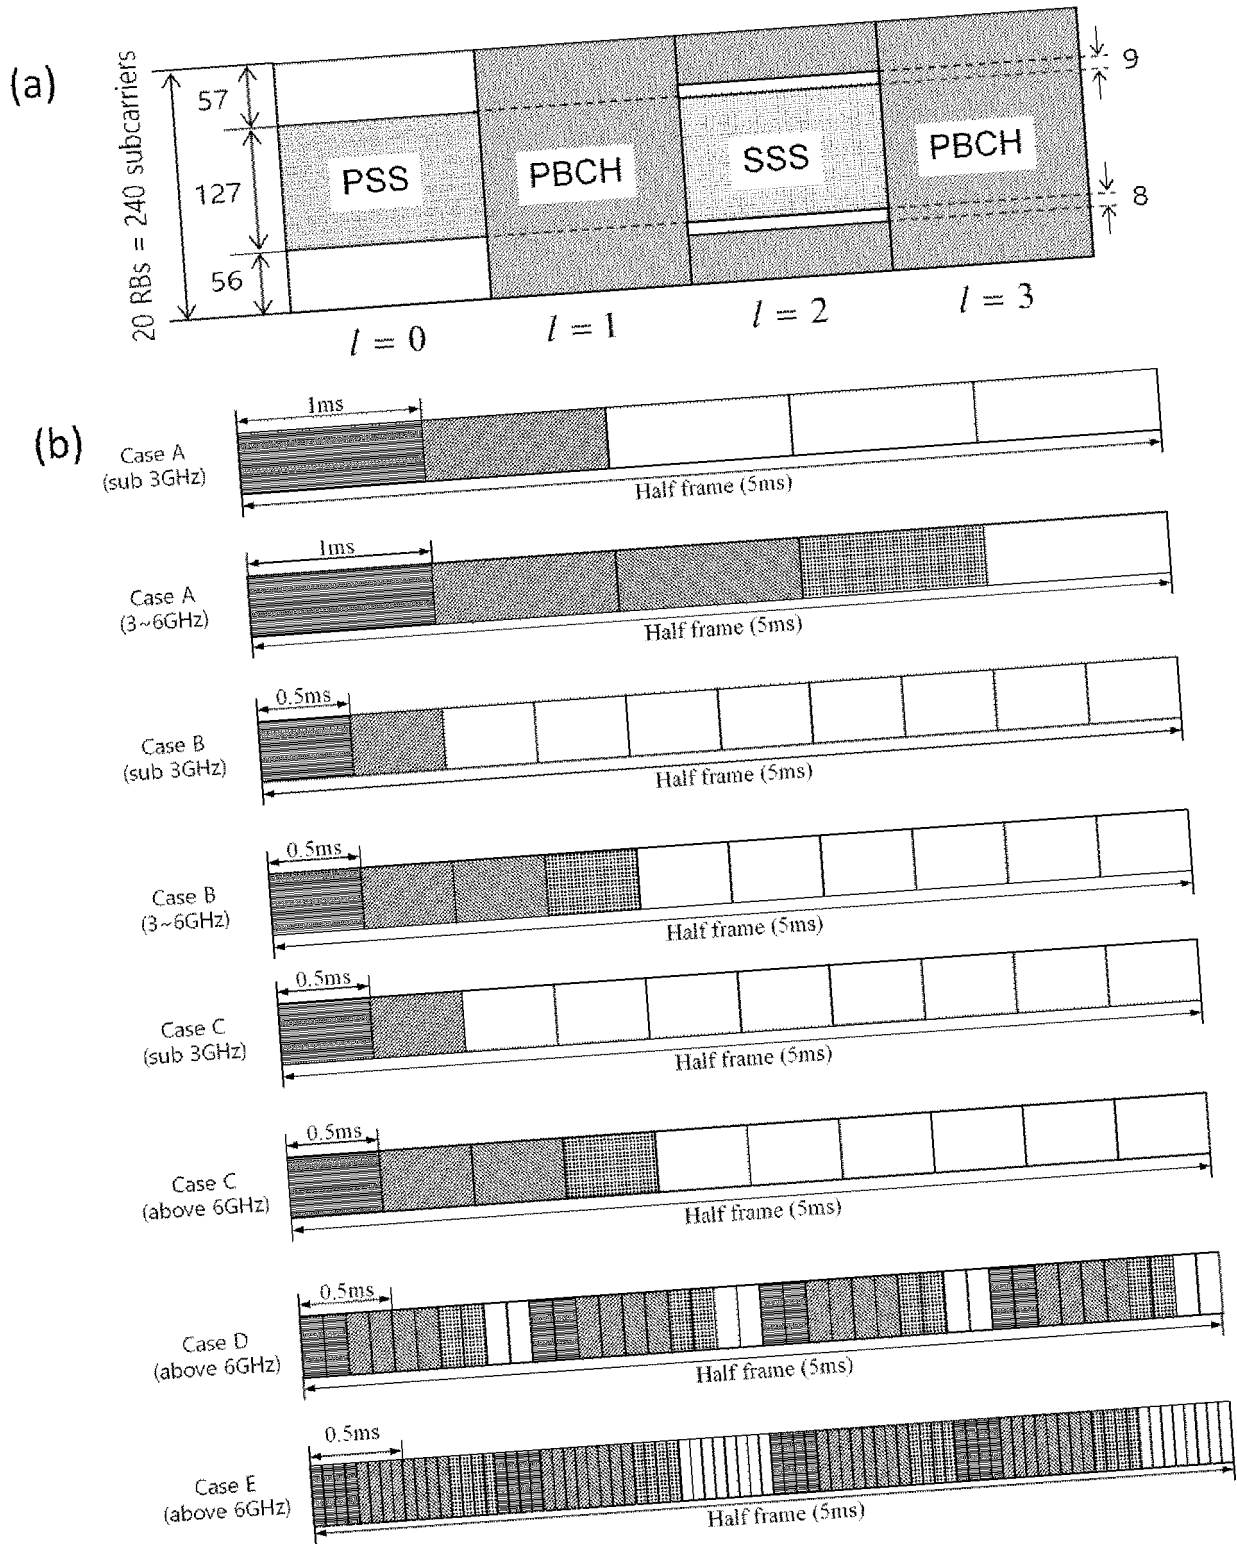 (a)
20 RBs = 240 subcarriers
57
127
56
PSS
PBCH
SSS
PBCH
9
8
l = 0
l = 1
l = 2
l = 3
(b)
1ms
Case A
(sub 3GHz)
Half frame (5ms)
1ms
Case A
(3~6GHz)
Half frame (5ms)
0.5ms
Case B
(sub 3GHz)
Half frame (5ms)
0.5ms
Case B
(3~6GHz)
Half frame (5ms)
0.5ms
Case C
(sub 3GHz)
Half frame (5ms)
0.5ms
Case C
(above 6GHz)
Half frame (5ms)
0.5ms
Case D
(above 6GHz)
Half frame (5ms)
0.5ms
Case E
(above 6GHz)
Half frame (5ms)